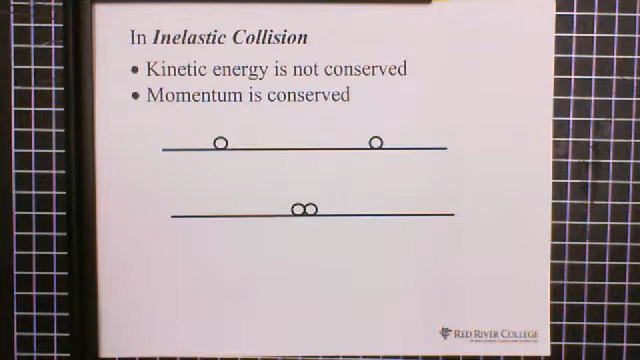 In Inelastic Collision
• Kinetic energy is not conserved
• Momentum is conserved
RED RIVER COLLEGE